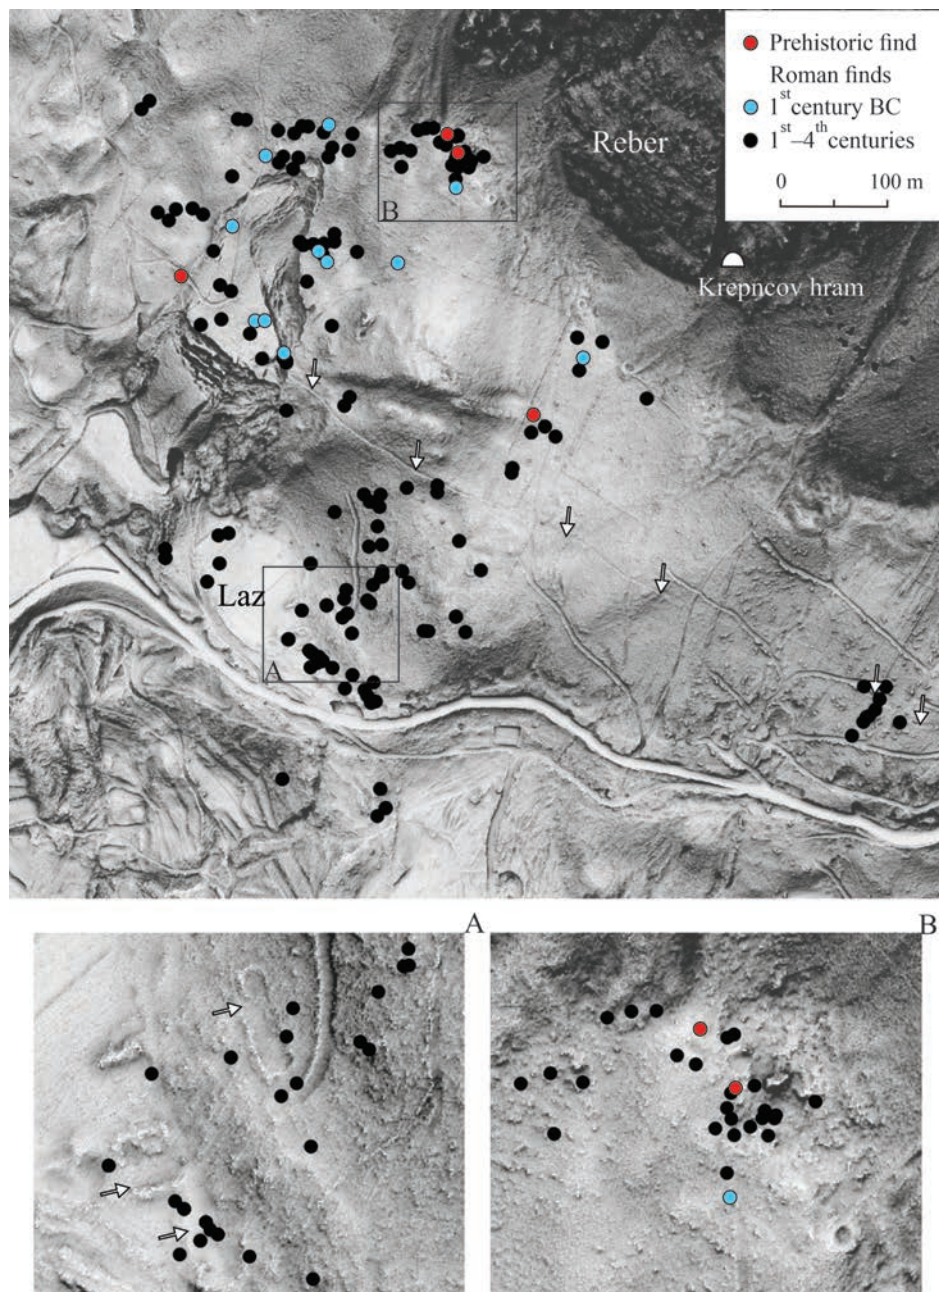 Prehistoric find
Roman finds
1st century BC
1st–4th centuries
0 100 m
Reber
B
Krepncov hram
Laz
A
A
B